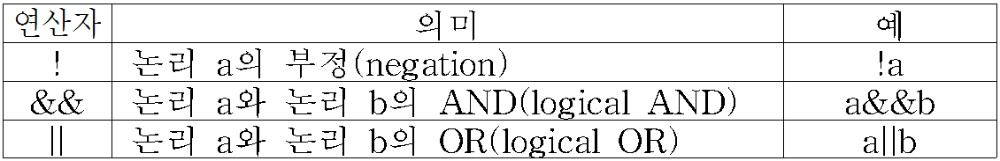 연산자 의미 예
! 논리 a의 부정(negation) !a
&& 논리 a와 논리 b의 AND(logical AND) a&&b
|| 논리 a와 논리 b의 OR(logical OR) a||b